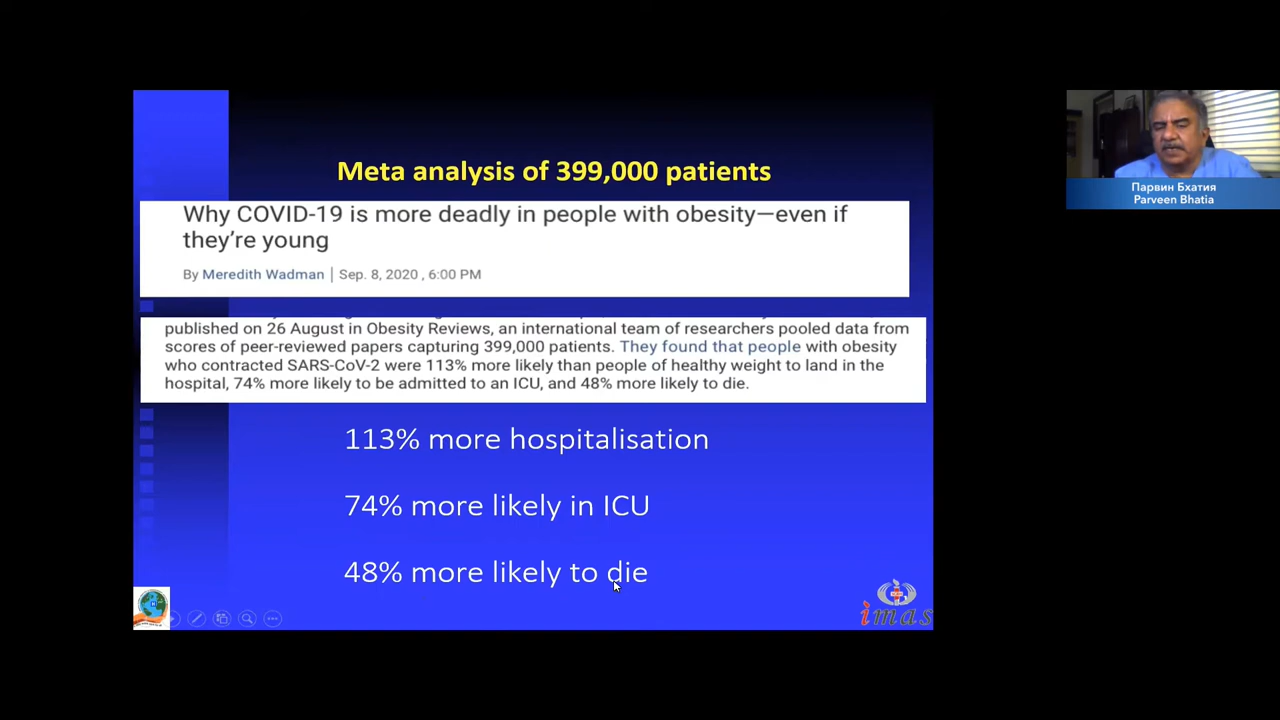 Meta analysis of 399,000 patients
Why COVID-19 is more deadly in people with obesity—even if
they're young
By Meredith Wadman | Sep. 8, 2020 , 6:00 PM
published on 26 August in Obesity Reviews, an international team of researchers pooled data from
scores of peer-reviewed papers capturing 399,000 patients. They found that people with obesity
who contracted SARS-CoV-2 were 113% more likely than people of healthy weight to land in the
hospital, 74% more likely to be admitted to an ICU, and 48% more likely to die.
113% more hospitalisation
74% more likely in ICU
48% more likely to die
imas
Парвин Бхатия
Parveen Bhatia